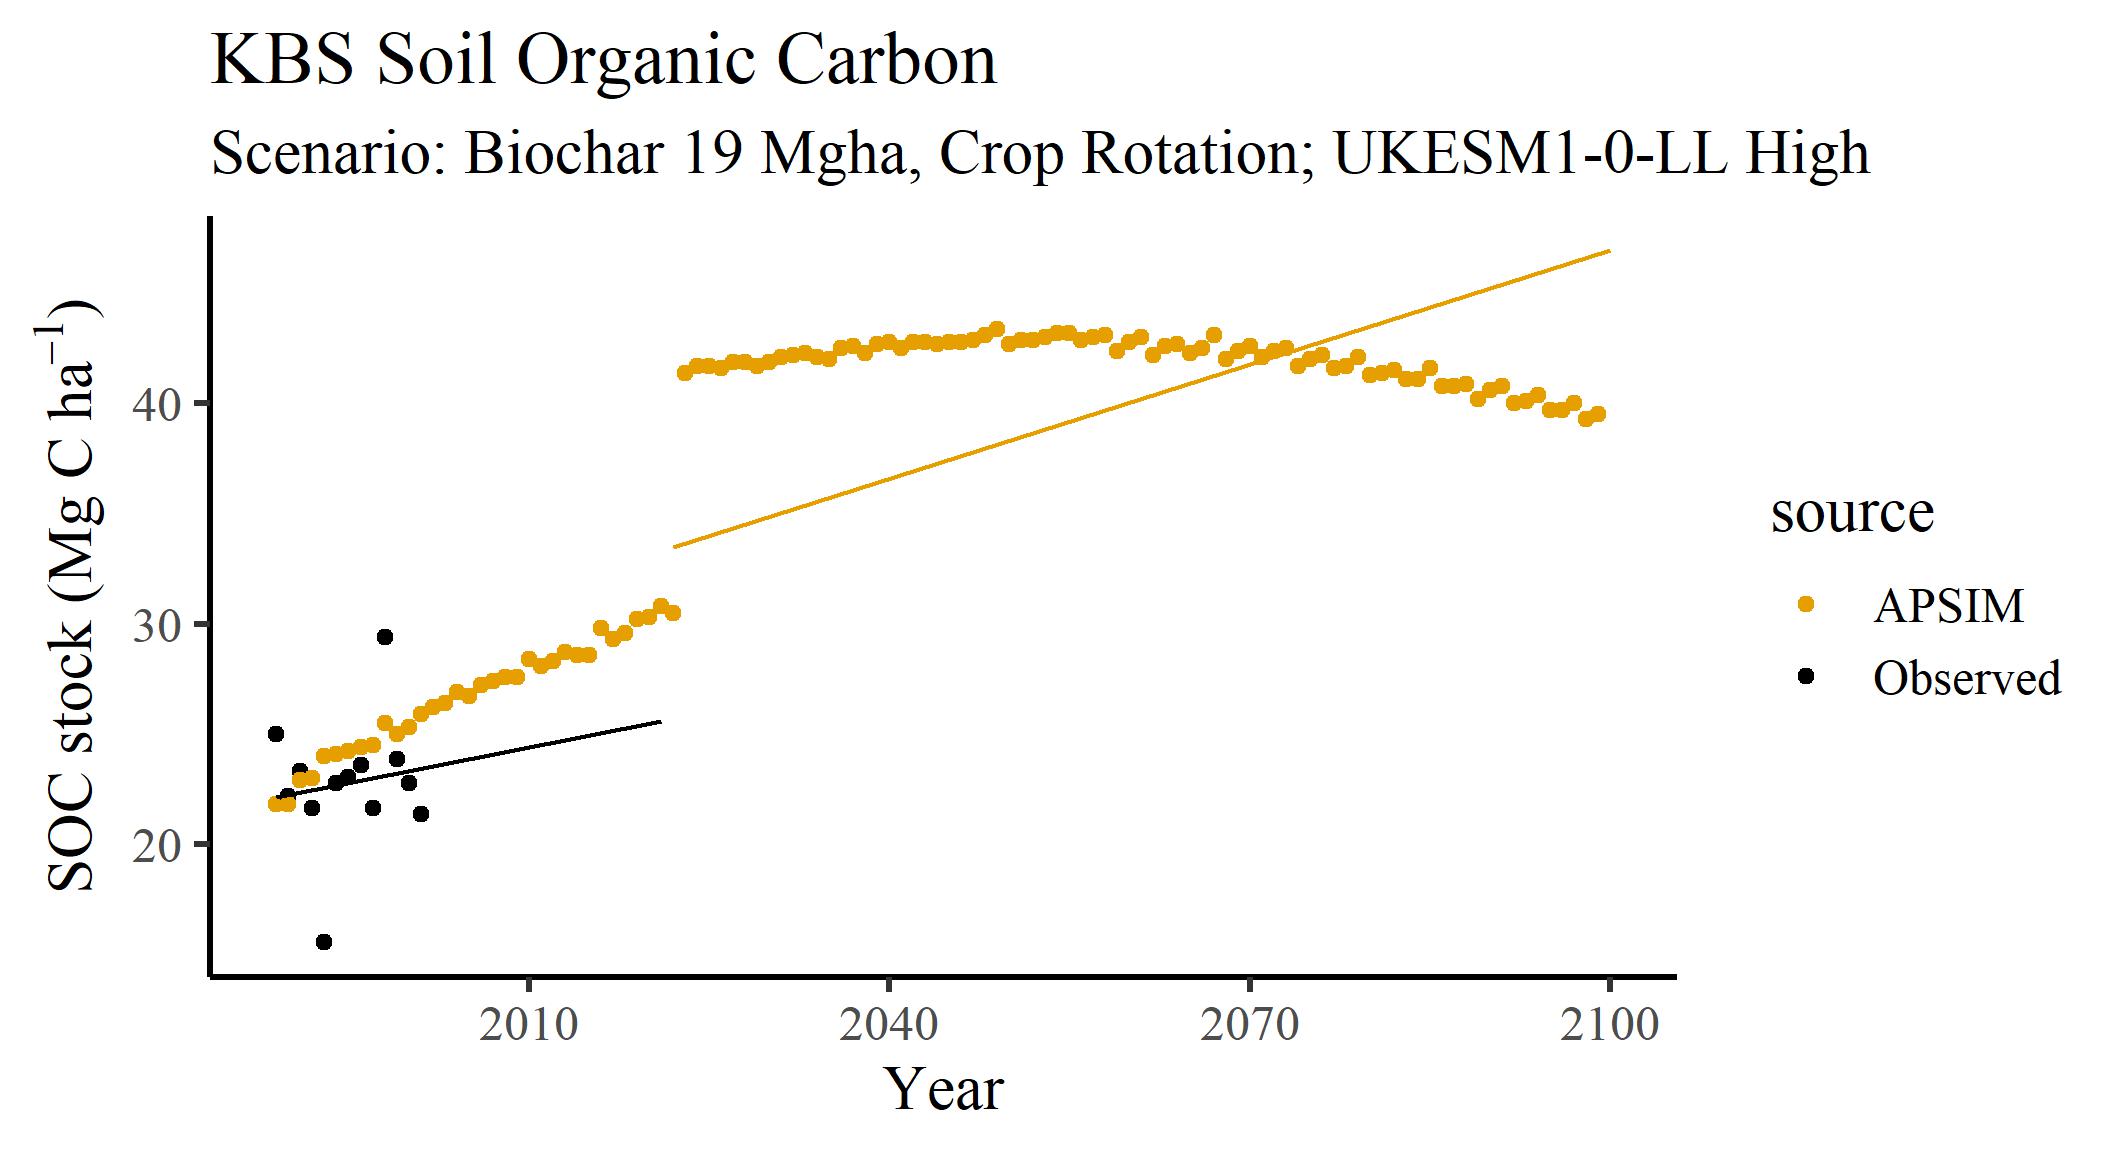 KBS Soil Organic Carbon
Scenario: Biochar 19 Mgha, Crop Rotation; UKESM1-0-LL High
SOC stock (Mg C ha⁻¹)
40
30
20
2010
2040
2070
2100
Year
source
APSIM
Observed